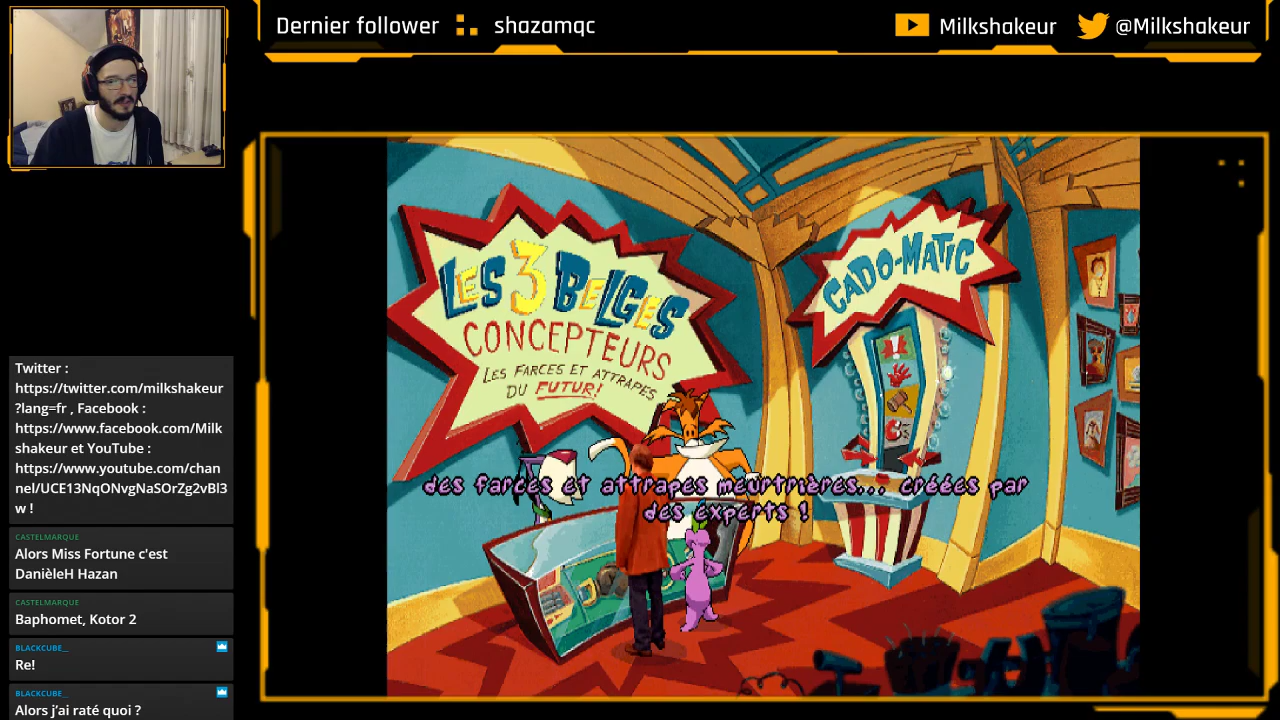 Dernier follower
shazamqc
Milkshakeur
@Milkshakeur
LES 3 BELGES
CONCEPTEURS
LES FARCES ET ATTRAPES
DU FUTUR!
CADO-MATIC
des farces et attrapes meurtrières... créées par
des experts !
Twitter :
https://twitter.com/milkshakeur
?lang=fr , Facebook :
https://www.facebook.com/Milk
shakeur et YouTube :
https://www.youtube.com/chan
nel/UCE13NqONvgNaSOrZg2vBl3
w !
CASTELMARQUE
Alors Miss Fortune c'est
DanièleH Hazan
CASTELMARQUE
Baphomet, Kotor 2
BLACKCUBE_
Re!
BLACKCUBE_
Alors j'ai raté quoi ?